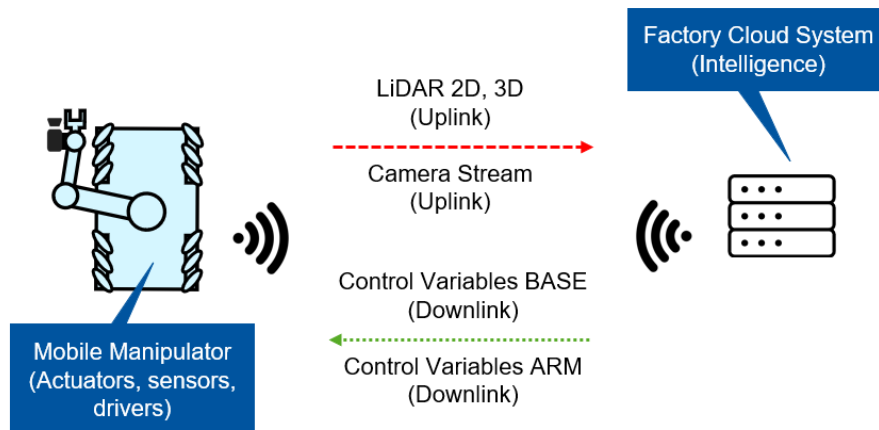 Factory Cloud System
(Intelligence)
LiDAR 2D, 3D
(Uplink)
Camera Stream
(Uplink)
Control Variables BASE
(Downlink)
Control Variables ARM
(Downlink)
Mobile Manipulator
(Actuators, sensors,
drivers)